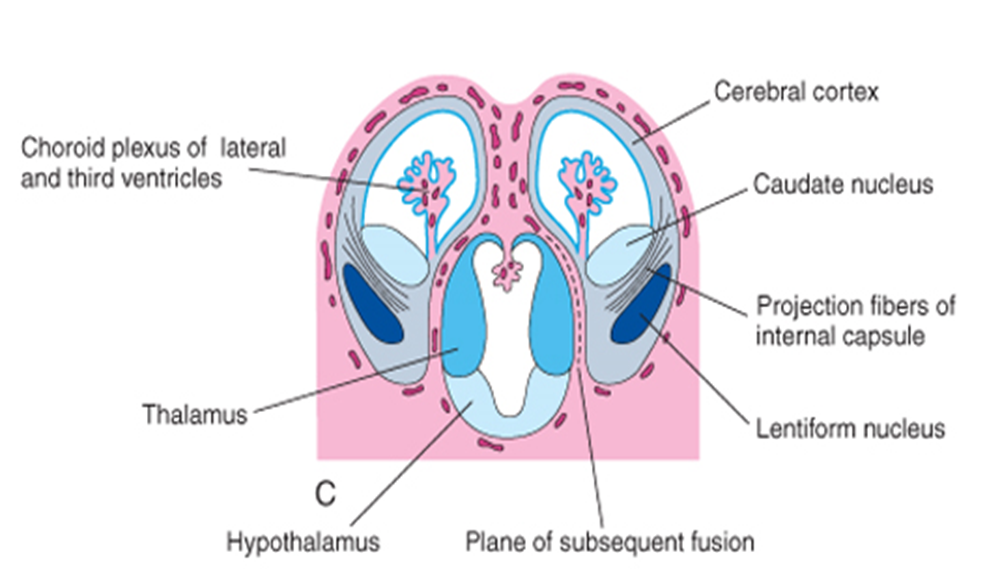 Cerebral cortex
Choroid plexus of lateral
and third ventricles
Caudate nucleus
Projection fibers of
internal capsule
Thalamus
Lentiform nucleus
C
Hypothalamus
Plane of subsequent fusion